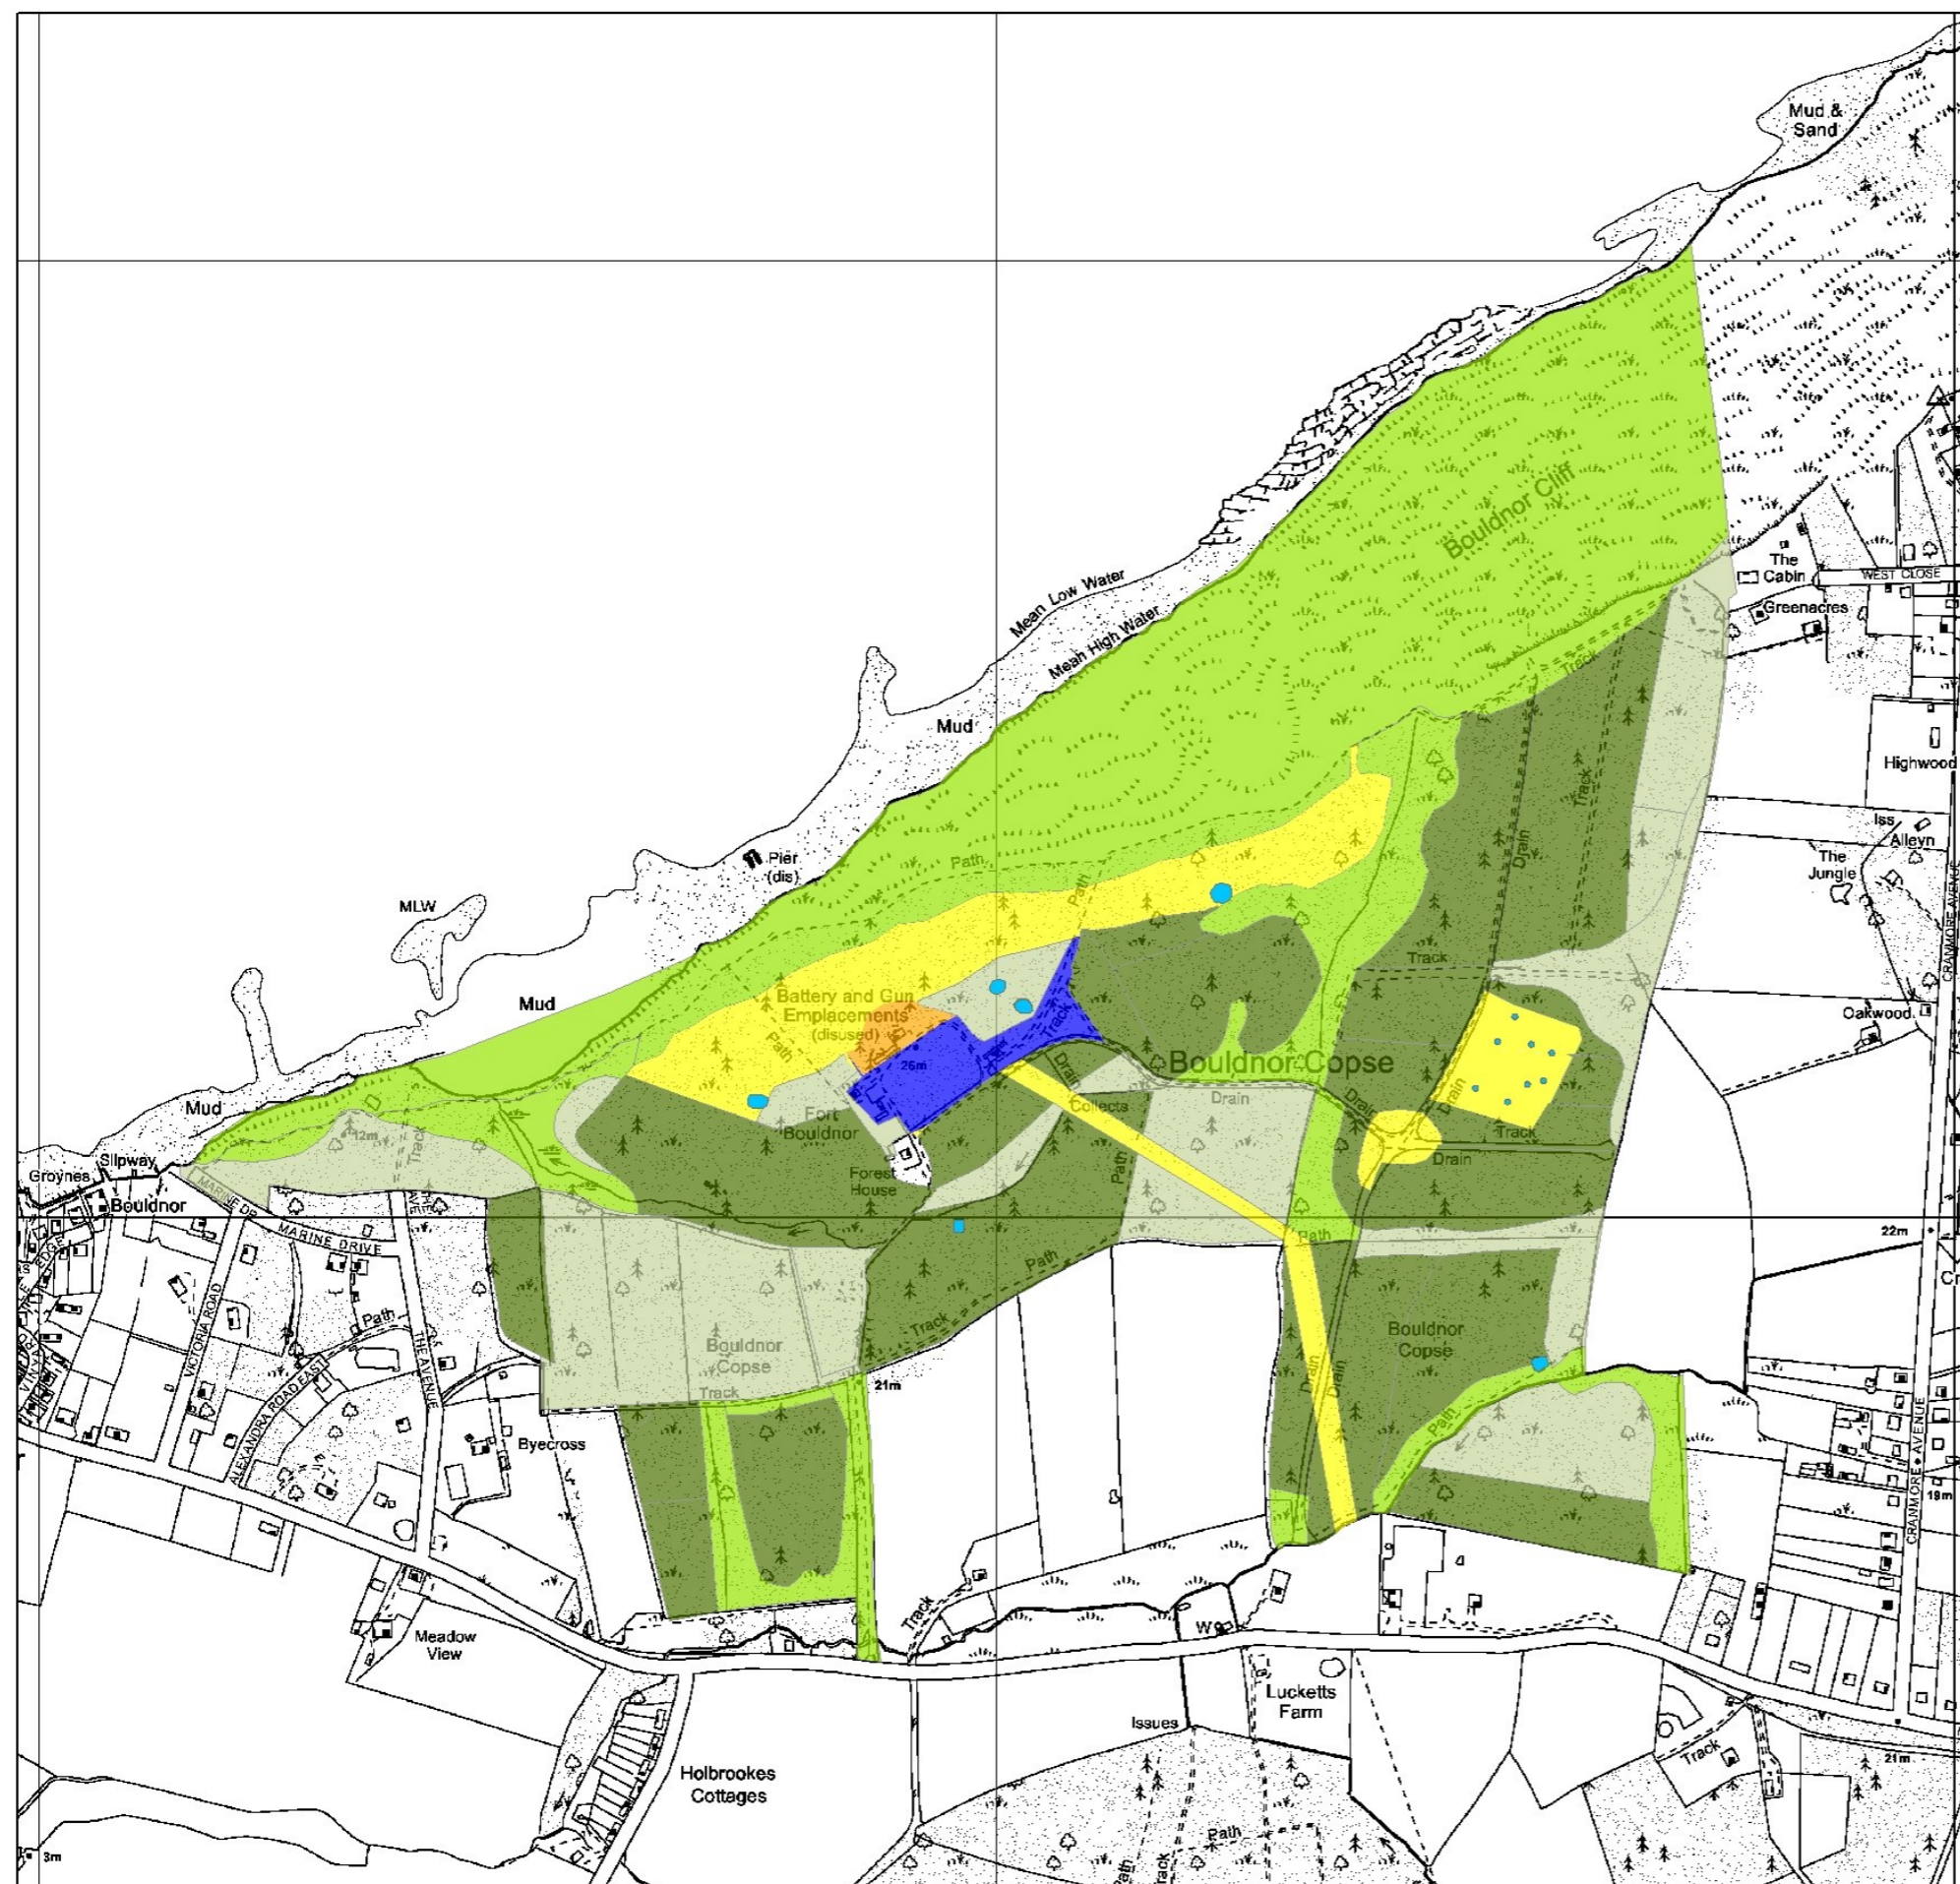 Mud &
Sand
Bouldnor Cliff
The
Cabin
WEST CLOSE
Greenacres
Mean Low Water
Mean High Water
Track
Mud
Highwood
Track
Iss
Alleyn
Drain
The
Jungle
Pier
(dis)
Path
Path
MLW
CRANMORE AVENUE
Track
Battery and Gun
Emplacements
(disused)
Mud
Path
Track
Oakwood
26m
Drain
Bouldnor Copse
Drain
Mud
Fort
Bouldnor
Collects
Drain
Drain
Track
Drain
12m
Track
Slipway
Groynes
Bouldnor
Forest
House
Path
MARINE DR
THE
AVE
MARINE DRIVE
Path
Path
22m
VICTORIA ROAD
Path
THE AVENUE
Track
Bouldnor
Copse
Bouldnor
Copse
Drain
Drain
21m
Track
ALEXANDRA ROAD EAST
Byecross
Path
CRANMORE AVENUE
19m
Track
Meadow
View
Lucketts
Farm
Issues
Track
21m
Holbrookes
Cottages
Path
Path
3m